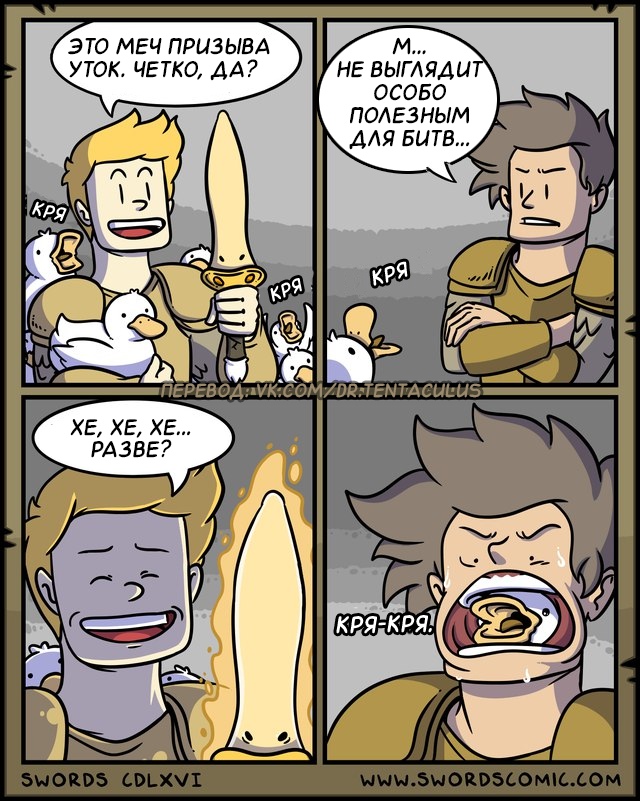 ЭТО МЕЧ ПРИЗЫВА
УТОК. ЧЕТКО, ДА?
КРЯ
КРЯ
М...
НЕ ВЫГЛЯДИТ
ОСОБО
ПОЛЕЗНЫМ
ДЛЯ БИТВ...
КРЯ
ПЕРЕВОД: VK.COM/DR.TENTACULUS
ХЕ, ХЕ, ХЕ...
РАЗВЕ?
КРЯ-КРЯ.
SWORDS CDLXVI
WWW.SWORDSCOMIC.COM